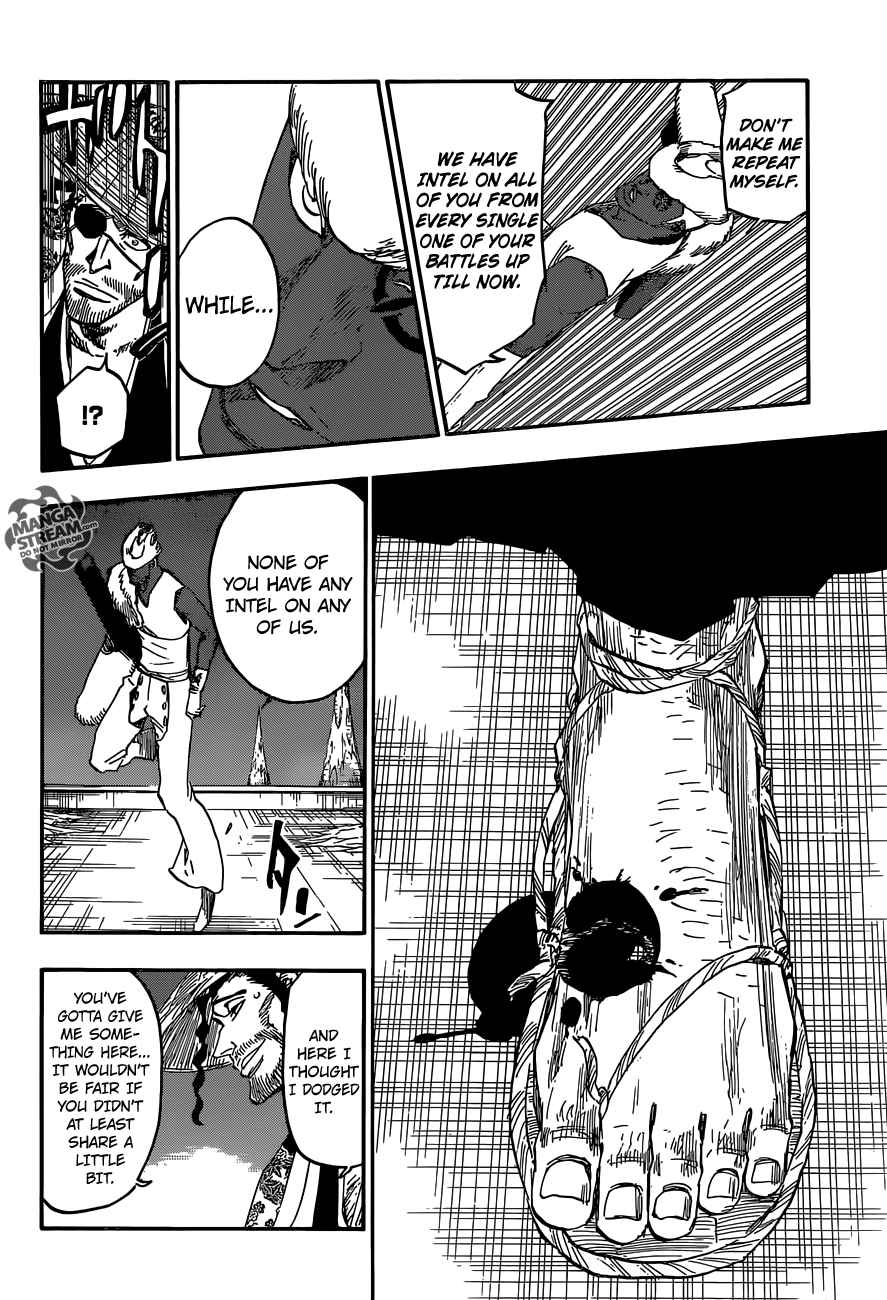 DON'T
MAKE ME
REPEAT
MYSELF.
WE HAVE
INTEL ON ALL
OF YOU FROM
EVERY SINGLE
ONE OF YOUR
BATTLES UP
TILL NOW.
WHILE...
!?
NONE OF
YOU HAVE ANY
INTEL ON ANY
OF US.
タン
AND
HERE I
THOUGHT
I DODGED
IT.
YOU'VE
GOTTA GIVE
ME SOME-
THING HERE...
IT WOULDN'T
BE FAIR IF
YOU DIDN'T
AT LEAST
SHARE A
LITTLE
BIT.
MANGA
STREAM.com
DO NOT MIRROR